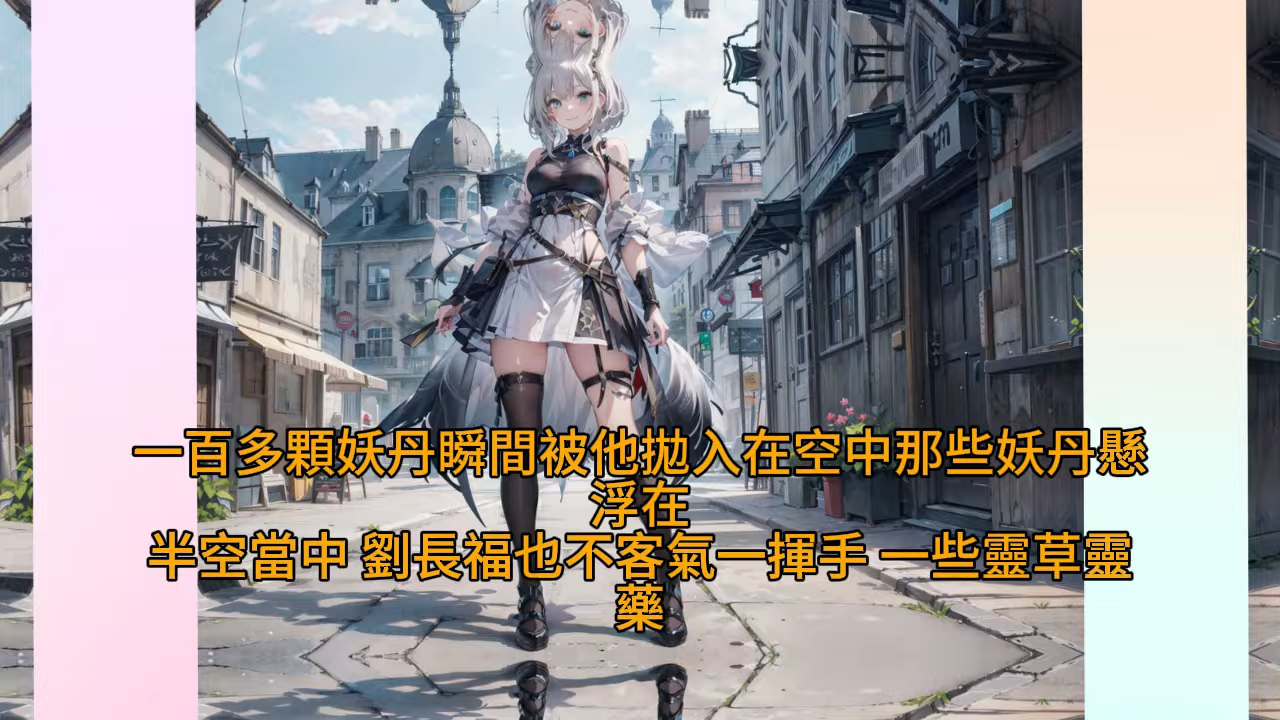 一百多顆妖丹瞬間被他拋入在空中那些妖丹懸
浮在
半空當中 劉長福也不客氣一揮手 一些靈草靈
藥